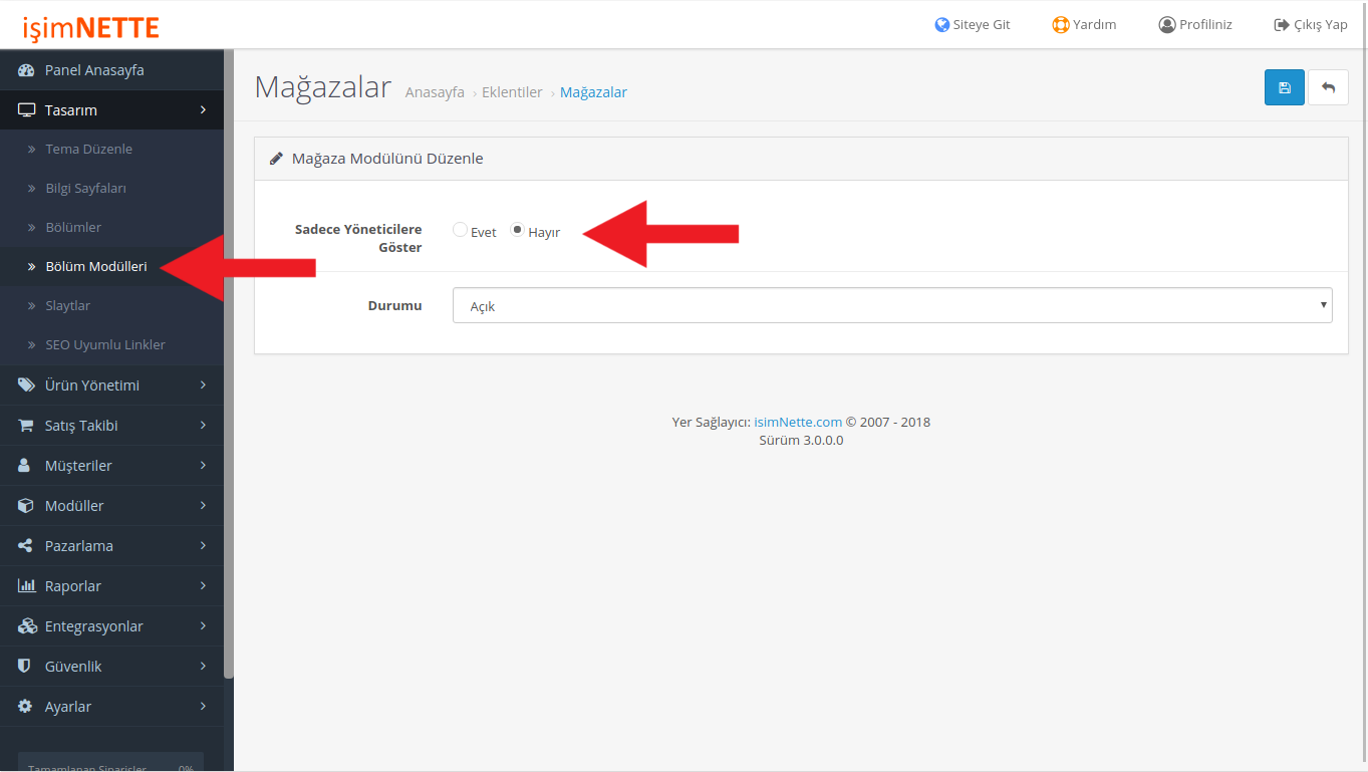 işimNETTE
Siteye Git
Yardım
Profiliniz
Çıkış Yap
Panel Anasayfa
Tasarım
» Tema Düzenle
» Bilgi Sayfaları
» Bölümler
» Bölüm Modülleri
» Slaytlar
» SEO Uyumlu Linkler
Ürün Yönetimi
Satış Takibi
Müşteriler
Modüller
Pazarlama
Raporlar
Entegrasyonlar
Güvenlik
Ayarlar
Tamamlanan Siparişler 0%
Mağazalar Anasayfa › Eklentiler › Mağazalar
Mağaza Modülünü Düzenle
Sadece Yöneticilere
Göster
Evet Hayır
Durumu Açık
Yer Sağlayıcı: isimNette.com © 2007 - 2018
Sürüm 3.0.0.0